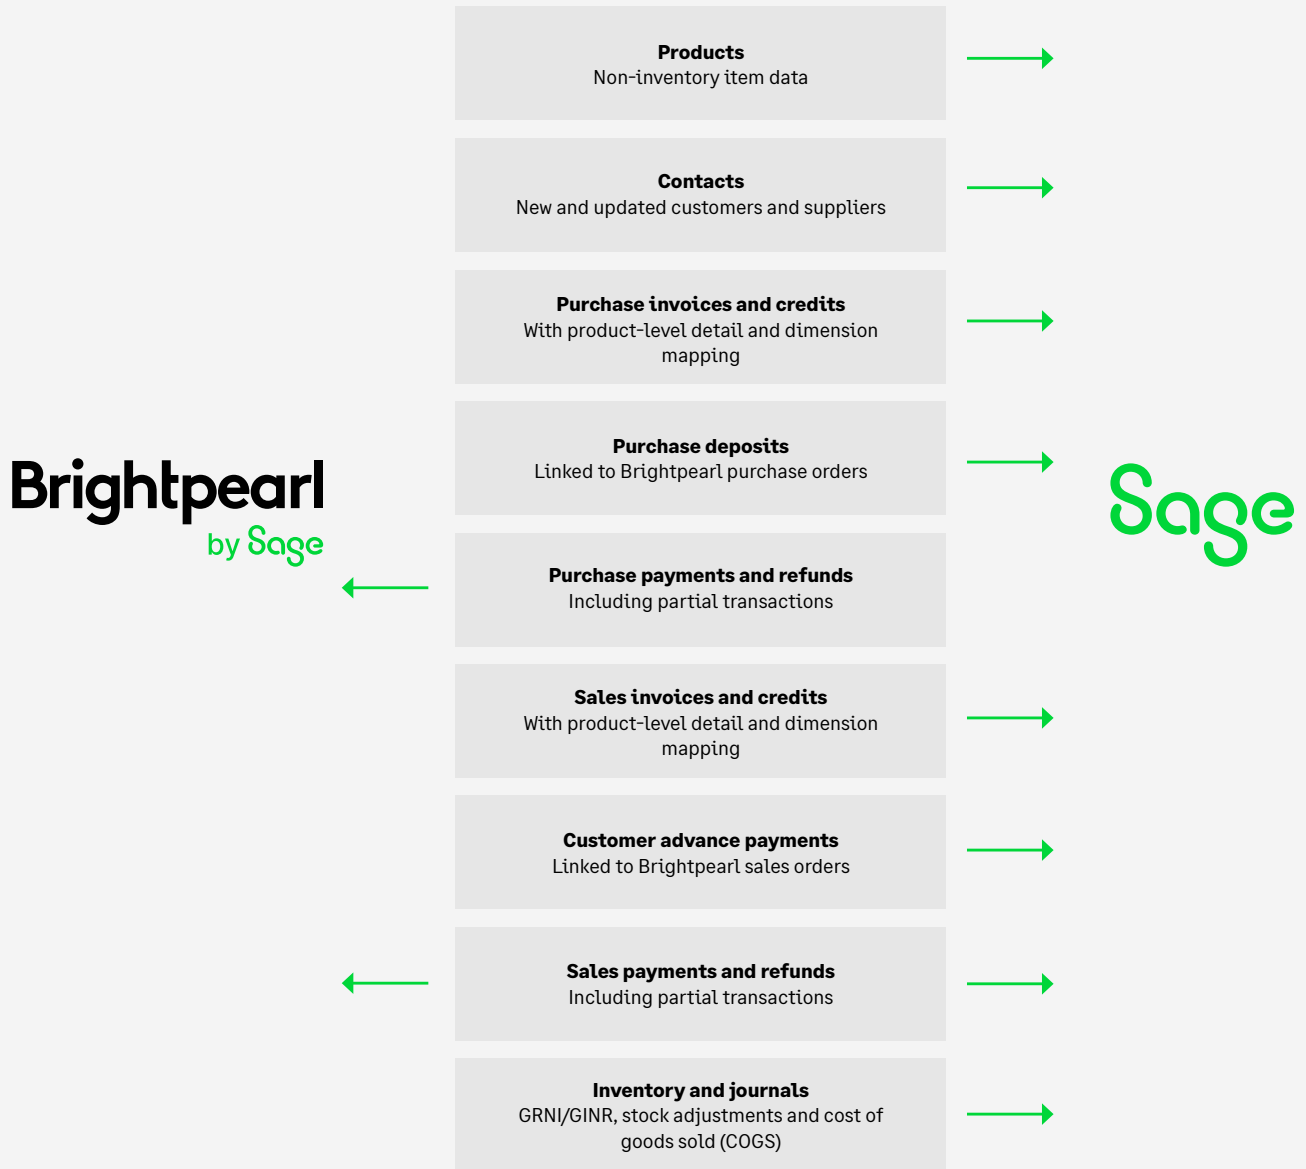 Products
Non-inventory item data
Contacts
New and updated customers and suppliers
Purchase invoices and credits
With product-level detail and dimension
mapping
Purchase deposits
Linked to Brightpearl purchase orders
Brightpearl
by Sage
Sage
Purchase payments and refunds
Including partial transactions
Sales invoices and credits
With product-level detail and dimension
mapping
Customer advance payments
Linked to Brightpearl sales orders
Sales payments and refunds
Including partial transactions
Inventory and journals
GRNI/GINR, stock adjustments and cost of
goods sold (COGS)